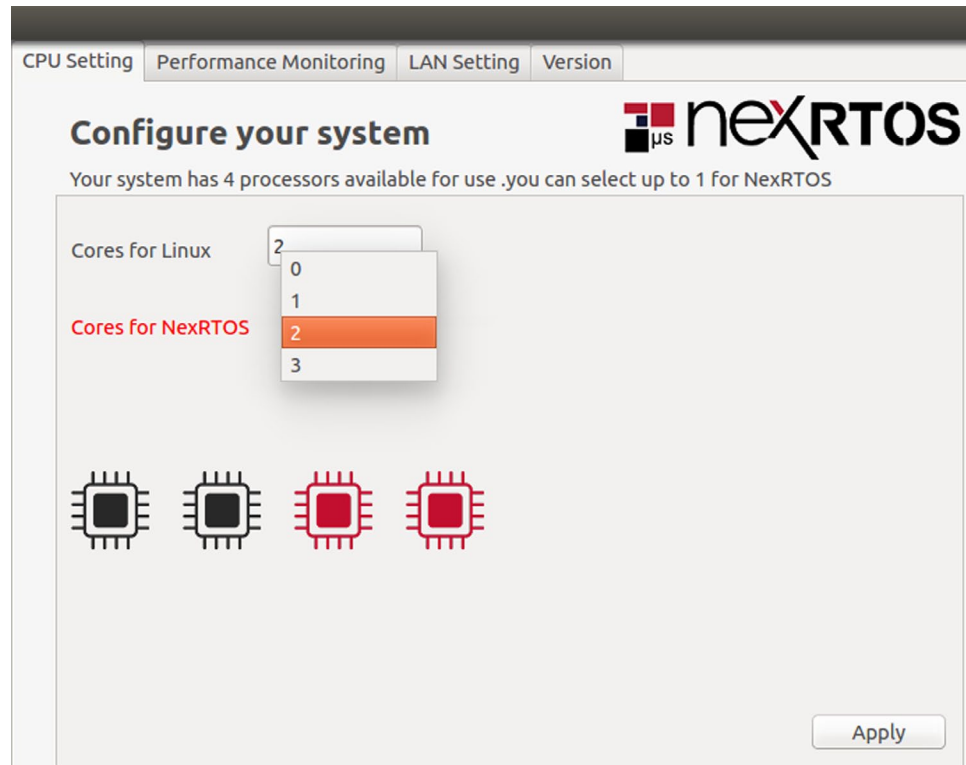 CPU Setting Performance Monitoring LAN Setting Version
Configure your system
µs nexRTOS
Your system has 4 processors available for use .you can select up to 1 for NexRTOS
Cores for Linux 2
0
1
Cores for NexRTOS 2
3
Apply